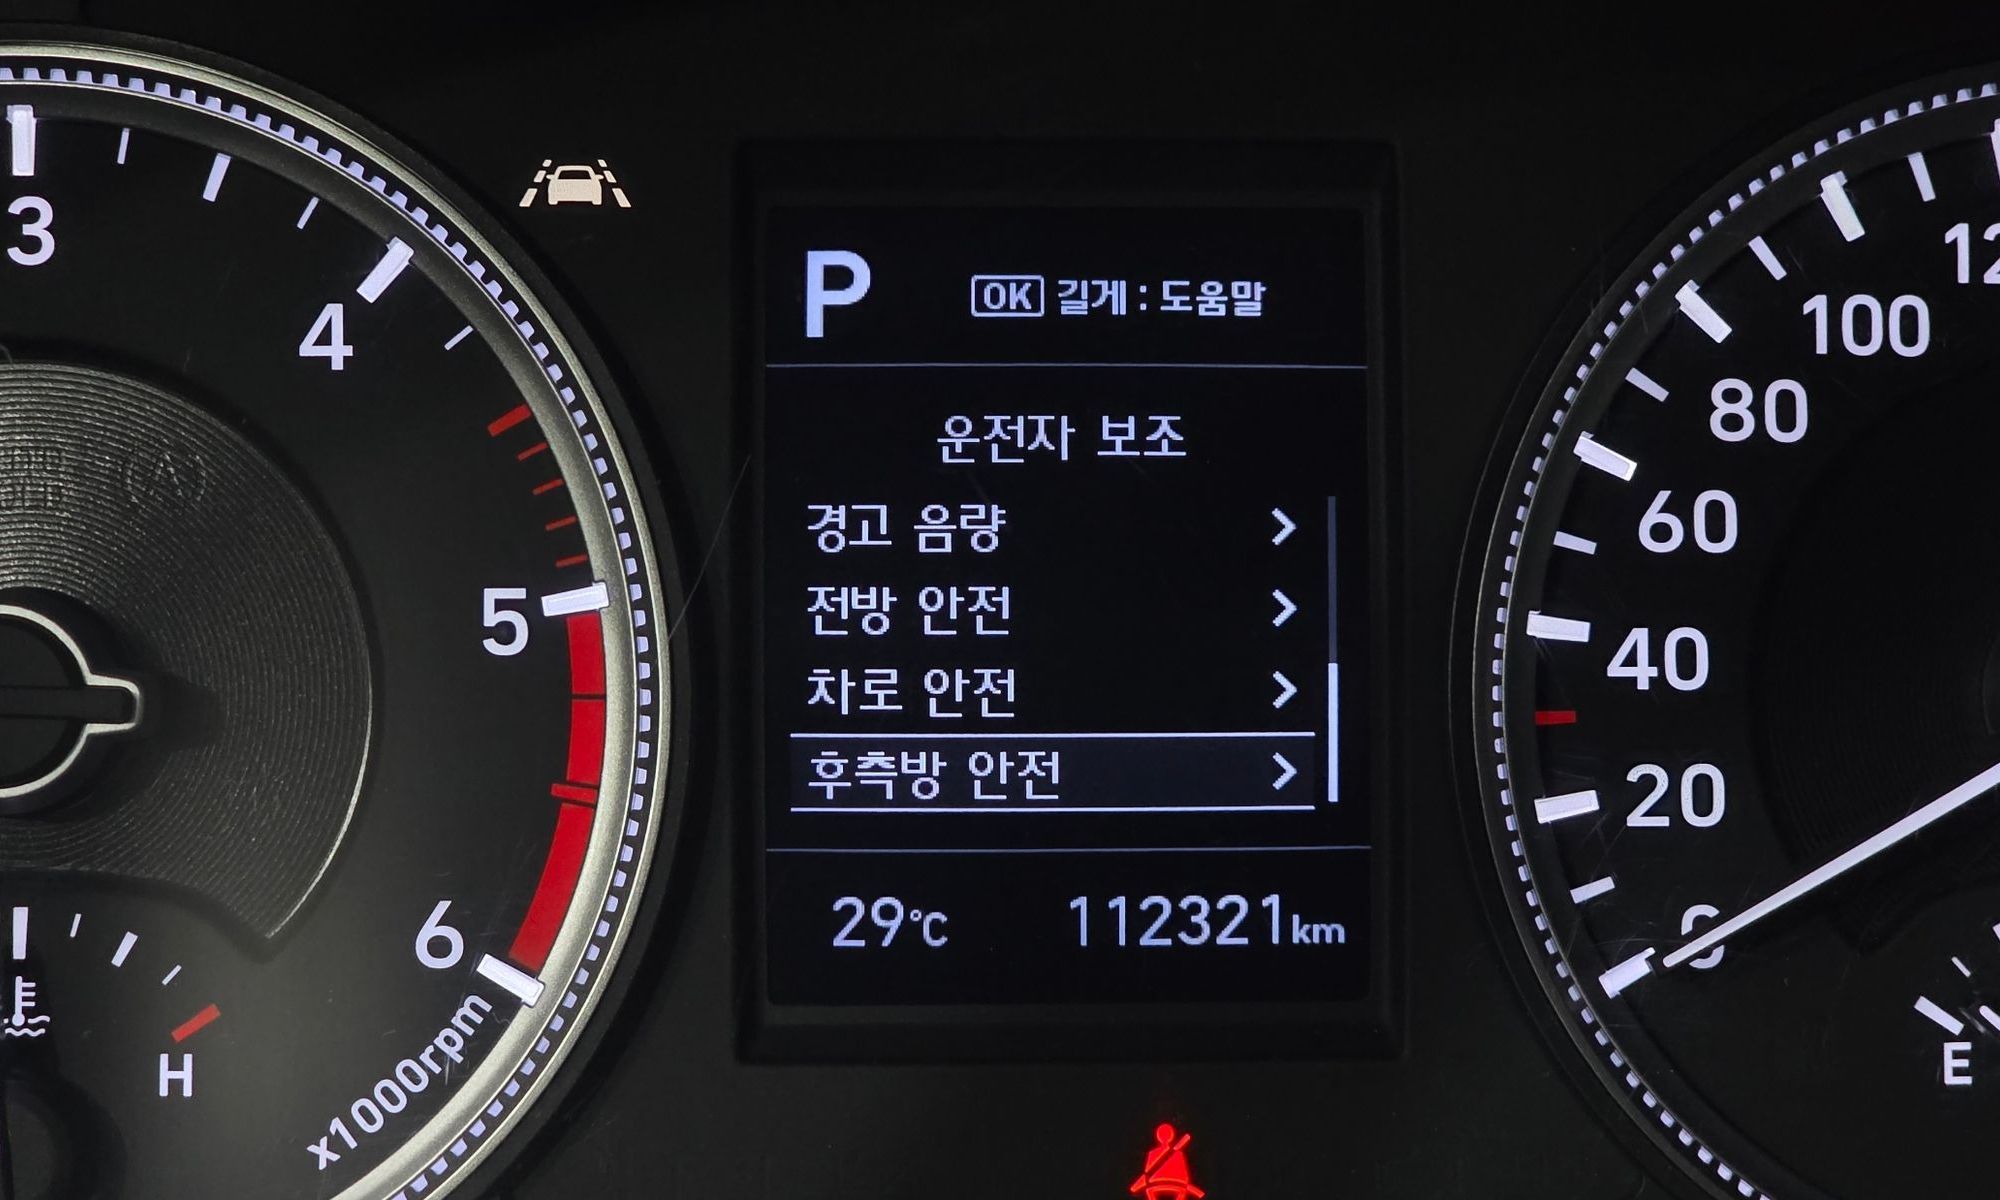 3
4
5
6
x1000rpm
H
P
OK 길게 : 도움말
운전자 보조
경고 음량
전방 안전
차로 안전
후측방 안전
29°C 112321km
100
80
60
40
20
0
E